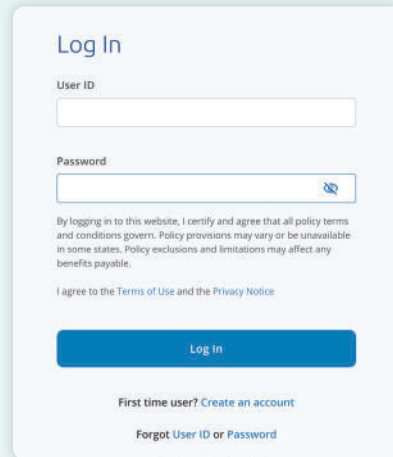 Log In
User ID
Password
By logging in to this website, I certify and agree that all policy terms
and conditions govern. Policy provisions may vary or be unavailable
in some states. Policy exclusions and limitations may affect any
benefits payable.
I agree to the Terms of Use and the Privacy Notice
Log In
First time user? Create an account
Forgot User ID or Password